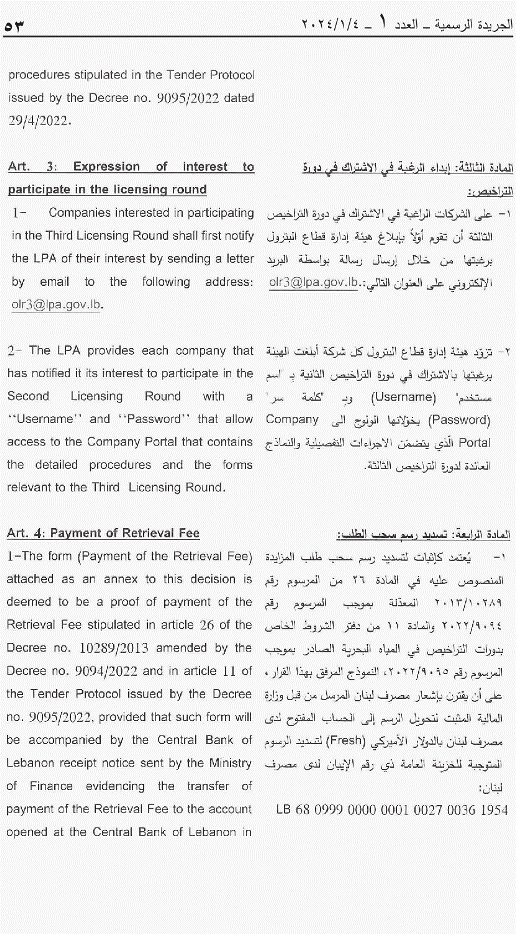 الجريدة الرسمية ــ العدد ١ ــ ٢٠٢٤/١/٤
٥٣
procedures stipulated in the Tender Protocol
issued by the Decree no. 9095/2022 dated
29/4/2022.
Art. 3: Expression of interest to
participate in the licensing round
1- Companies interested in participating
in the Third Licensing Round shall first notify
the LPA of their interest by sending a letter
by email to the following address:
olr3@lpa.gov.lb.
2- The LPA provides each company that
has notified it its interest to participate in the
Second Licensing Round with a
‘‘Username’’ and ‘‘Password’’ that allow
access to the Company Portal that contains
the detailed procedures and the forms
relevant to the Third Licensing Round.
Art. 4: Payment of Retrieval Fee
1-The form (Payment of the Retrieval Fee)
attached as an annex to this decision is
deemed to be a proof of payment of the
Retrieval Fee stipulated in article 26 of the
Decree no. 10289/2013 amended by the
Decree no. 9094/2022 and in article 11 of
the Tender Protocol issued by the Decree
no. 9095/2022, provided that such form will
be accompanied by the Central Bank of
Lebanon receipt notice sent by the Ministry
of Finance evidencing the transfer of
payment of the Retrieval Fee to the account
opened at the Central Bank of Lebanon in
المادة الثالثة: إبداء الرغبة في الاشتراك في دورة
التراخيص:
١- على الشركات الراغبة في الاشتراك في دورة التراخيص
الثالثة أن تقوم أولاً بإبلاغ هيئة إدارة قطاع البترول
برغبتها من خلال إرسال رسالة بواسطة البريد
الإلكتروني على العنوان التالي: olr3@lpa.gov.lb.
٢- تزوّد هيئة إدارة قطاع البترول كل شركة أبلغت الهيئة
برغبتها بالاشتراك في دورة التراخيص الثانية بـ "اسم
مستخدم" (Username) وبـ "كلمة سر"
(Password) يخوّلانها الولوج الى Company
Portal الّذي يتضمّن الاجراءات التفصيلية والنماذج
العائدة لدورة التراخيص الثالثة.
المادة الرابعة: تسديد رسم سحب الطلب:
١- يُعتمد كإثبات لتسديد رسم سحب طلب المزايدة
المنصوص عليه في المادة ٢٦ من المرسوم رقم
٢٠١٣/١٠٢٨٩ المعدّلة بموجب المرسوم رقم
٢٠٢٢/٩٠٩٤ والمادة ١١ من دفتر الشروط الخاص
بدورات التراخيص في المياه البحرية الصادر بموجب
المرسوم رقم ٢٠٢٢/٩٠٩٥، النموذج المرفق بهذا القرار،
على أن يقترن بإشعار مصرف لبنان المرسل من قبل وزارة
المالية المثبت لتحويل الرسم إلى الحساب المفتوح لدى
مصرف لبنان بالدولار الأميركي (Fresh) لتسديد الرسوم
المتوجبة للخزينة العامة ذي رقم الإيبان لدى مصرف
لبنان:
LB 68 0999 0000 0001 0027 0036 1954